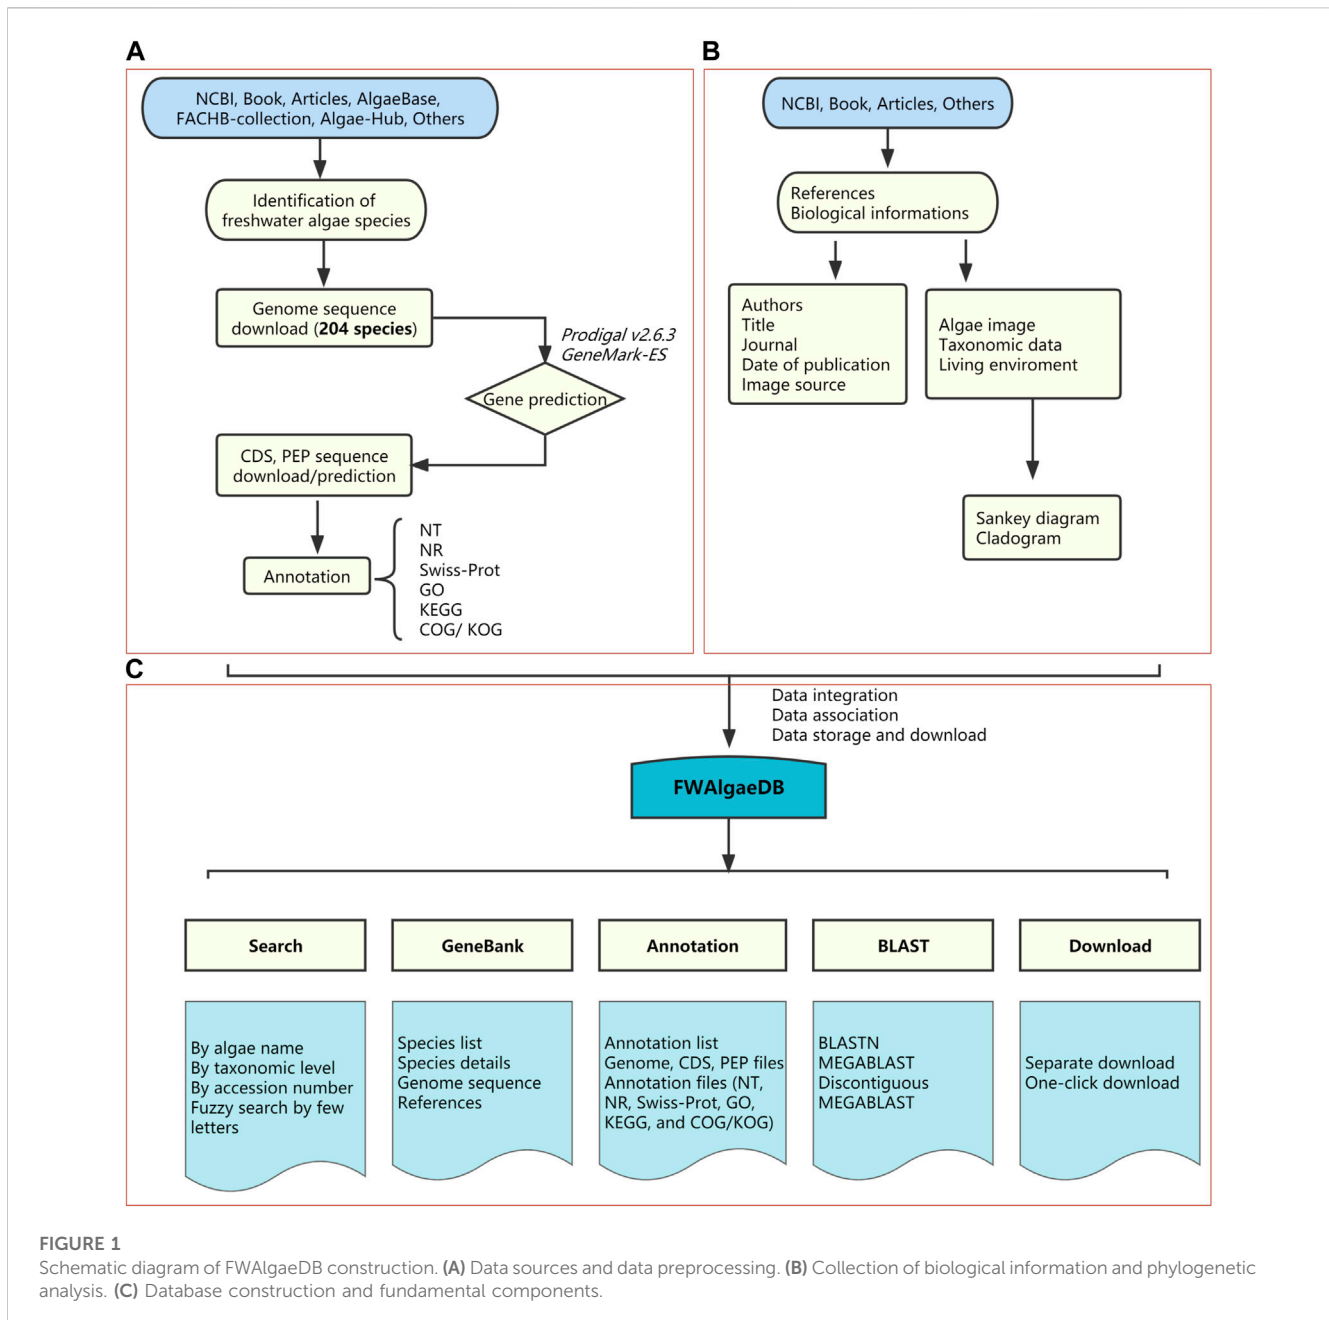 A
NCBI, Book, Articles, AlgaeBase,
FACHB-collection, Algae-Hub, Others
Identification of
freshwater algae species
Genome sequence
download (204 species)
Prodigal v2.6.3
GeneMark-ES
Gene prediction
CDS, PEP sequence
download/prediction
Annotation
NT
NR
Swiss-Prot
GO
KEGG
COG/ KOG
B
NCBI, Book, Articles, Others
References
Biological informations
Authors
Title
Journal
Date of publication
Image source
Algae image
Taxonomic data
Living enviroment
Sankey diagram
Cladogram
C
Data integration
Data association
Data storage and download
FWAlgaeDB
Search
By algae name
By taxonomic level
By accession number
Fuzzy search by few
letters
GeneBank
Species list
Species details
Genome sequence
References
Annotation
Annotation list
Genome, CDS, PEP files
Annotation files (NT,
NR, Swiss-Prot, GO,
KEGG, and COG/KOG)
BLAST
BLASTN
MEGABLAST
Discontiguous
MEGABLAST
Download
Separate download
One-click download
FIGURE 1
Schematic diagram of FWAlgaeDB construction. (A) Data sources and data preprocessing. (B) Collection of biological information and phylogenetic
analysis. (C) Database construction and fundamental components.